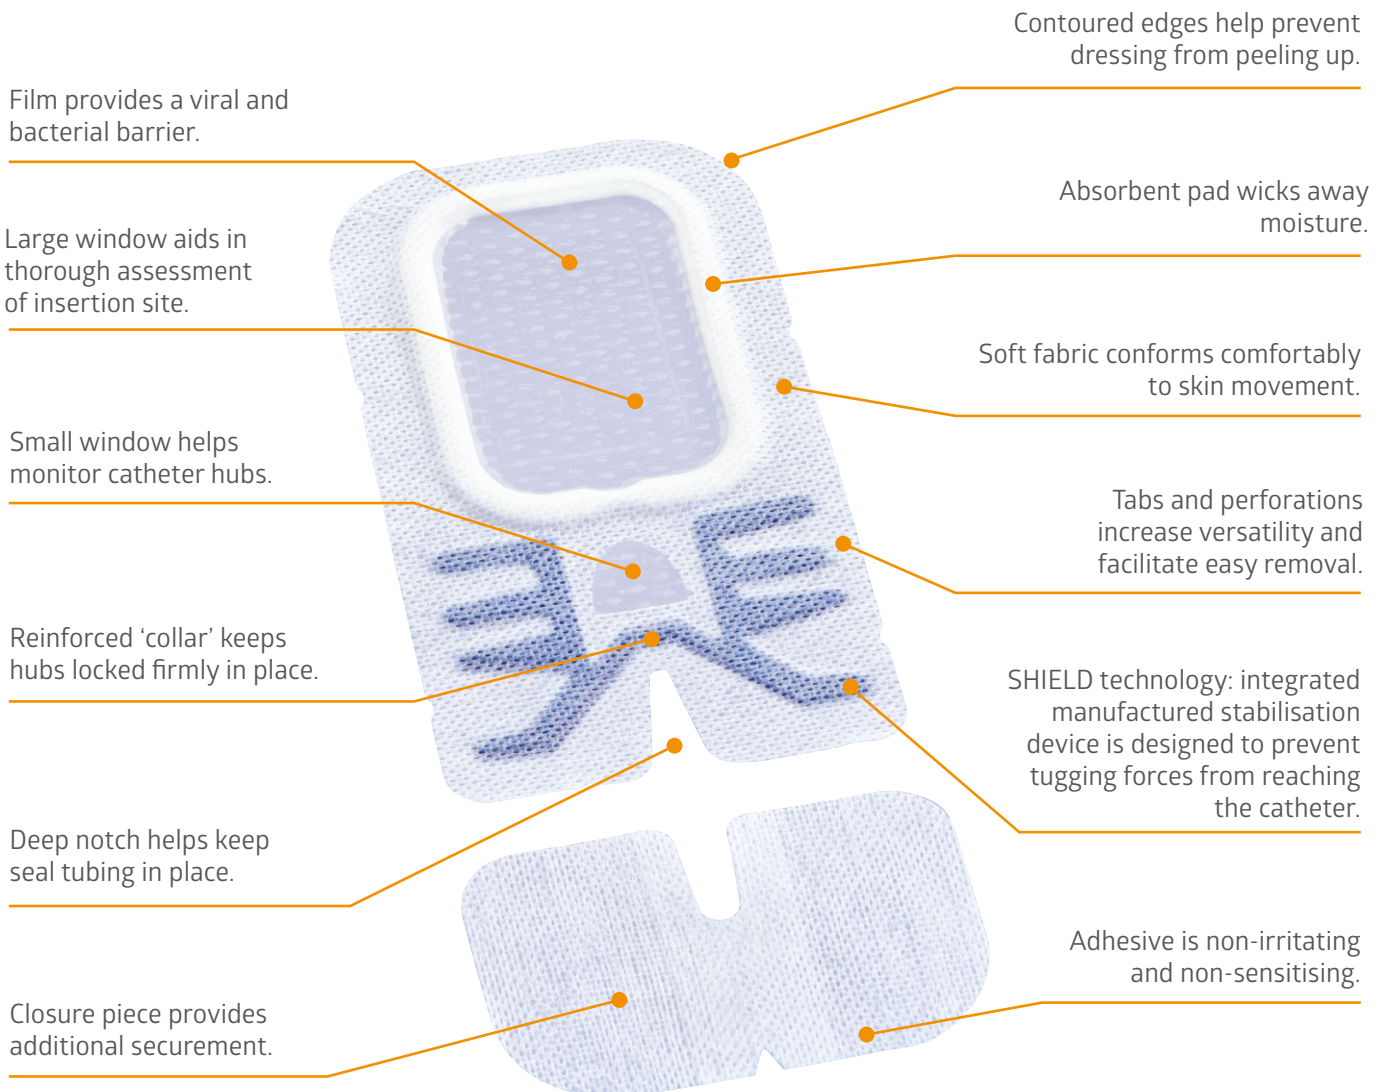 Contoured edges help prevent
dressing from peeling up.
Film provides a viral and
bacterial barrier.
Absorbent pad wicks away
moisture.
Large window aids in
thorough assessment
of insertion site.
Soft fabric conforms comfortably
to skin movement.
Small window helps
monitor catheter hubs.
Tabs and perforations
increase versatility and
facilitate easy removal.
Reinforced ‘collar’ keeps
hubs locked firmly in place.
SHIELD technology: integrated
manufactured stabilisation
device is designed to prevent
tugging forces from reaching
the catheter.
Deep notch helps keep
seal tubing in place.
Adhesive is non-irritating
and non-sensitising.
Closure piece provides
additional securement.